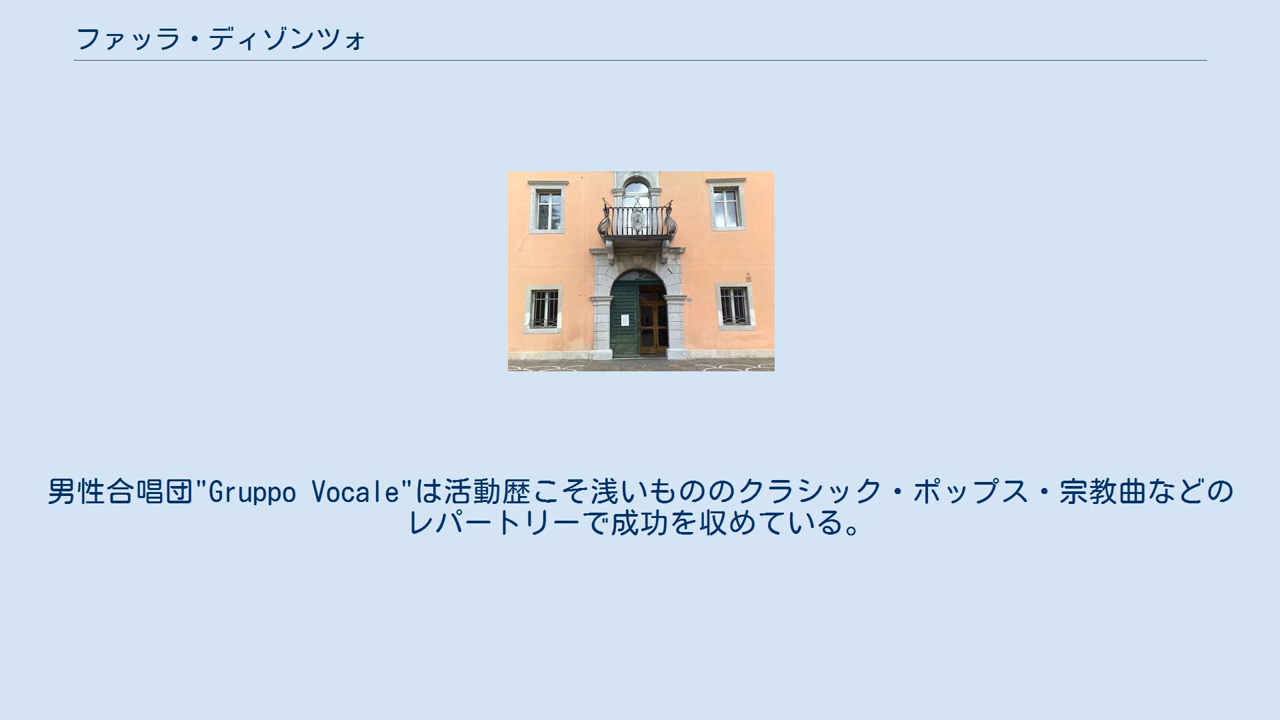 ファッラ・ディゾンツォ
男性合唱団"Gruppo Vocale"は活動歴こそ浅いもののクラシック・ポップス・宗教曲などの
レパートリーで成功を収めている。